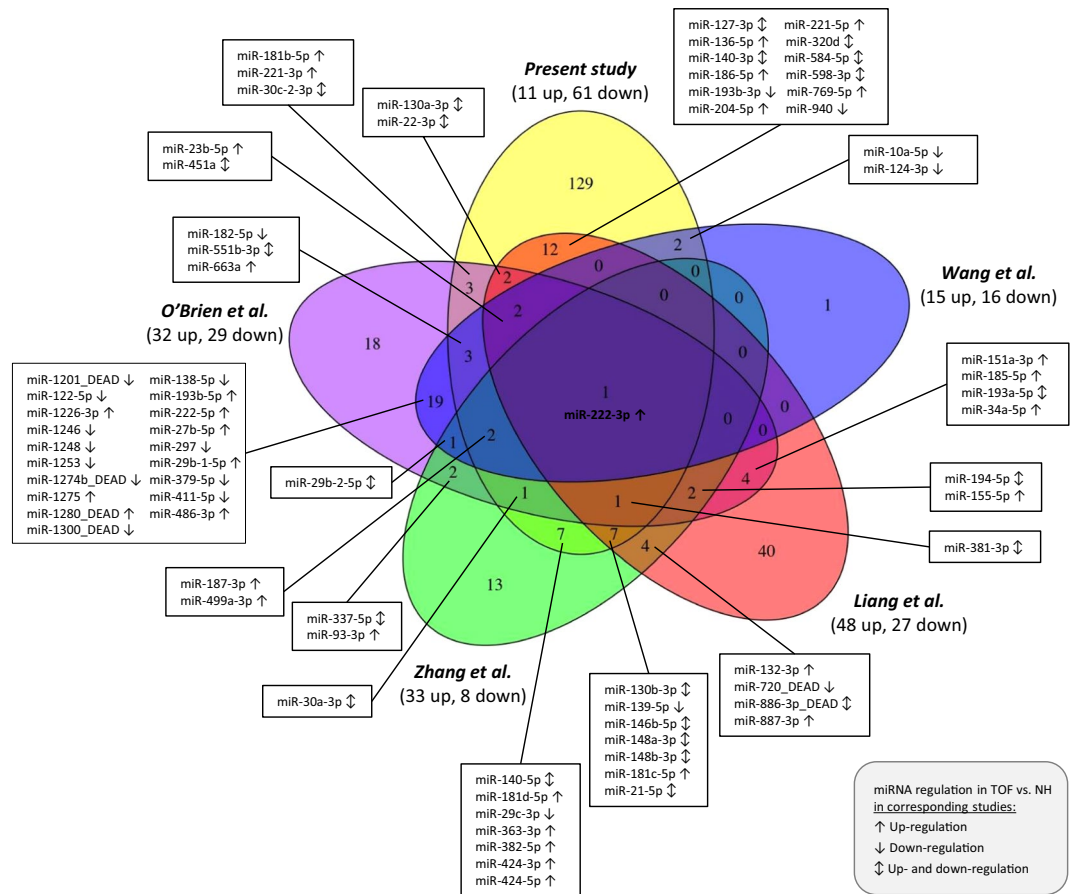 miR-181b-5p ↑
miR-221-3p ↑
miR-30c-2-3p ↕
miR-130a-3p ↕
miR-22-3p ↕
Present study
(11 up, 61 down)
miR-127-3p ↕ miR-221-5p ↑
miR-136-5p ↑ miR-320d ↕
miR-140-3p ↕ miR-584-5p ↕
miR-186-5p ↑ miR-598-3p ↕
miR-193b-3p ↓ miR-769-5p ↑
miR-204-5p ↑ miR-940 ↓
miR-23b-5p ↑
miR-451a ↕
miR-10a-5p ↓
miR-124-3p ↓
miR-182-5p ↓
miR-551b-3p ↕
miR-663a ↑
O'Brien et al.
(32 up, 29 down)
Wang et al.
(15 up, 16 down)
129
12
2
0
0
0
0
0
1
3
2
2
3
18
19
1
miR-222-3p ↑
0
0
0
1
2
2
1
1
2
4
7
7
4
13
40
miR-1201_DEAD ↓ miR-138-5p ↓
miR-122-5p ↓ miR-193b-5p ↑
miR-1226-3p ↑ miR-222-5p ↑
miR-1246 ↓ miR-27b-5p ↑
miR-1248 ↓ miR-297 ↓
miR-1253 ↓ miR-29b-1-5p ↑
miR-1274b_DEAD ↓ miR-379-5p ↓
miR-1275 ↑ miR-411-5p ↓
miR-1280_DEAD ↑ miR-486-3p ↑
miR-1300_DEAD ↓
miR-151a-3p ↑
miR-185-5p ↑
miR-193a-5p ↕
miR-34a-5p ↑
miR-29b-2-5p ↕
miR-194-5p ↕
miR-155-5p ↑
miR-381-3p ↕
miR-187-3p ↑
miR-499a-3p ↑
miR-337-5p ↕
miR-93-3p ↑
Liang et al.
(48 up, 27 down)
Zhang et al.
(33 up, 8 down)
miR-30a-3p ↕
miR-130b-3p ↕
miR-139-5p ↓
miR-146b-5p ↕
miR-148a-3p ↕
miR-148b-3p ↕
miR-181c-5p ↑
miR-21-5p ↕
miR-132-3p ↑
miR-720_DEAD ↓
miR-886-3p_DEAD ↕
miR-887-3p ↑
miR-140-5p ↕
miR-181d-5p ↑
miR-29c-3p ↓
miR-363-3p ↑
miR-382-5p ↑
miR-424-3p ↑
miR-424-5p ↑
miRNA regulation in TOF vs. NH
in corresponding studies:
↑ Up-regulation
↓ Down-regulation
↕ Up- and down-regulation